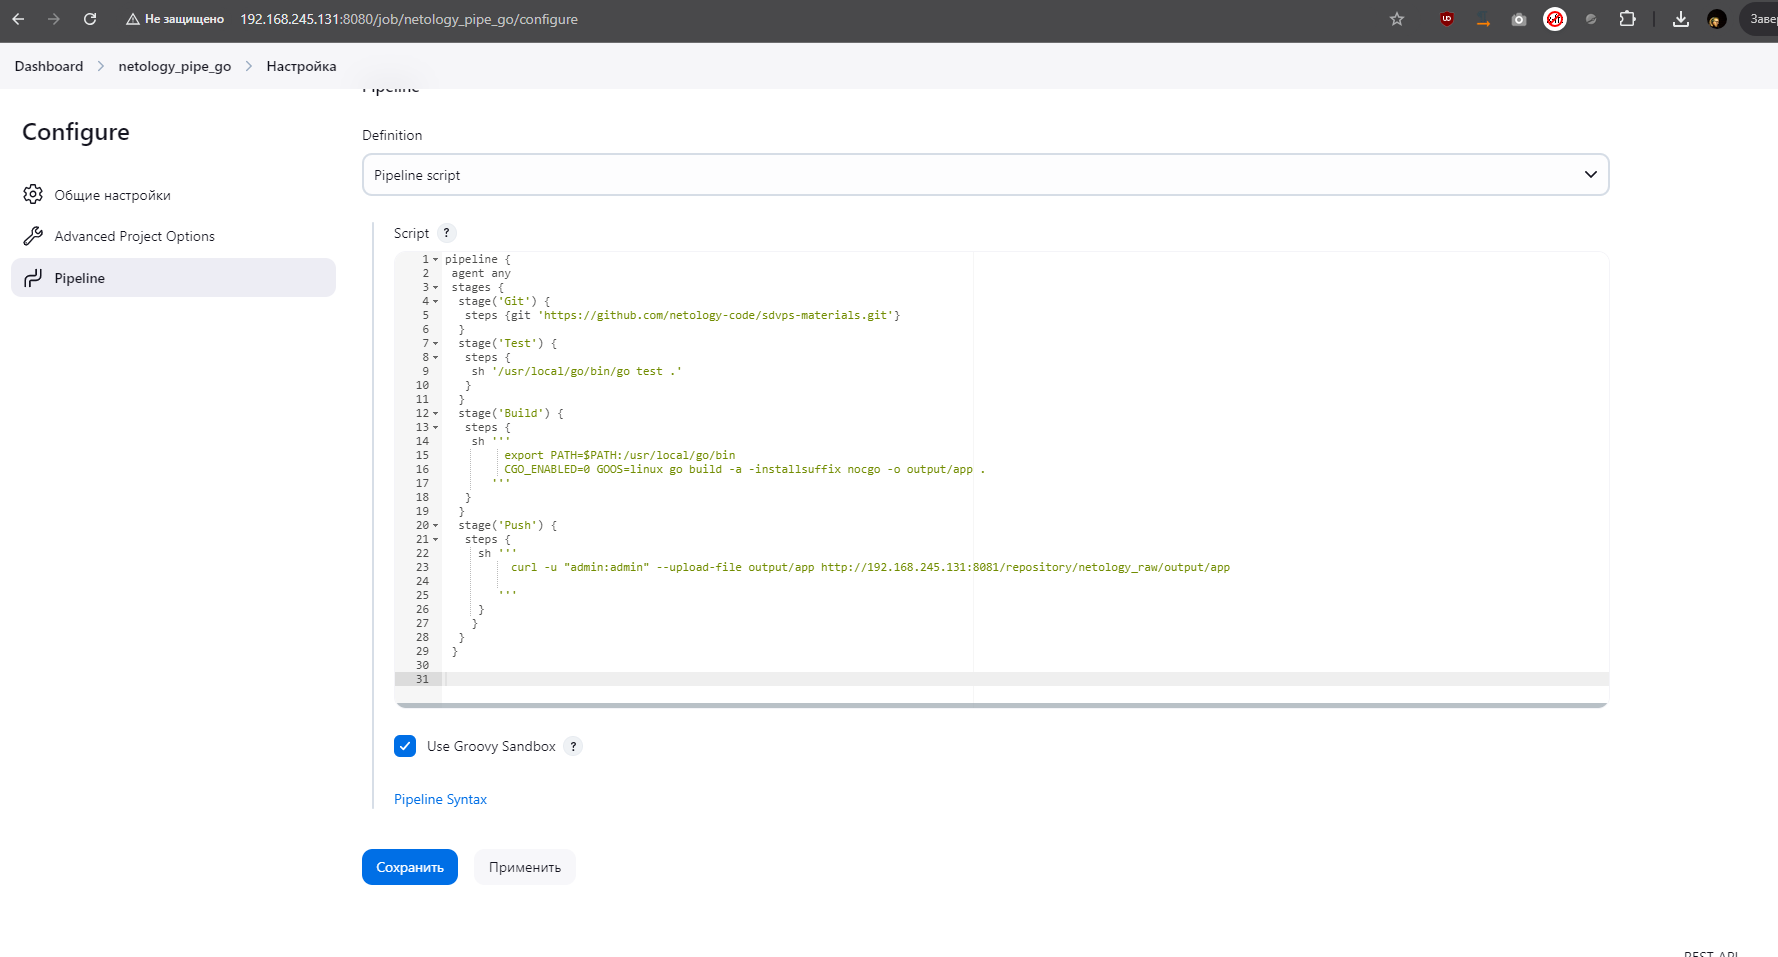 Не защищено 192.168.245.131:8080/job/netology_pipe_go/configure Заве
Dashboard netology_pipe_go Настройка
Pipeline
Configure
Общие настройки
Advanced Project Options
Pipeline
Definition
Pipeline script
Script ?
1 pipeline {
2 agent any
3 stages {
4 stage('Git') {
5 steps {git 'https://github.com/netology-code/sdvps-materials.git'}
6 }
7 stage('Test') {
8 steps {
9 sh '/usr/local/go/bin/go test .'
10 }
11 }
12 stage('Build') {
13 steps {
14 sh '''
15 export PATH=$PATH:/usr/local/go/bin
16 CGO_ENABLED=0 GOOS=linux go build -a -installsuffix nocgo -o output/app .
17 '''
18 }
19 }
20 stage('Push') {
21 steps {
22 sh '''
23 curl -u "admin:admin" --upload-file output/app http://192.168.245.131:8081/repository/netology_raw/output/app
24
25 '''
26 }
27 }
28 }
29 }
30
31
Use Groovy Sandbox ?
Pipeline Syntax
Сохранить Применить
REST API